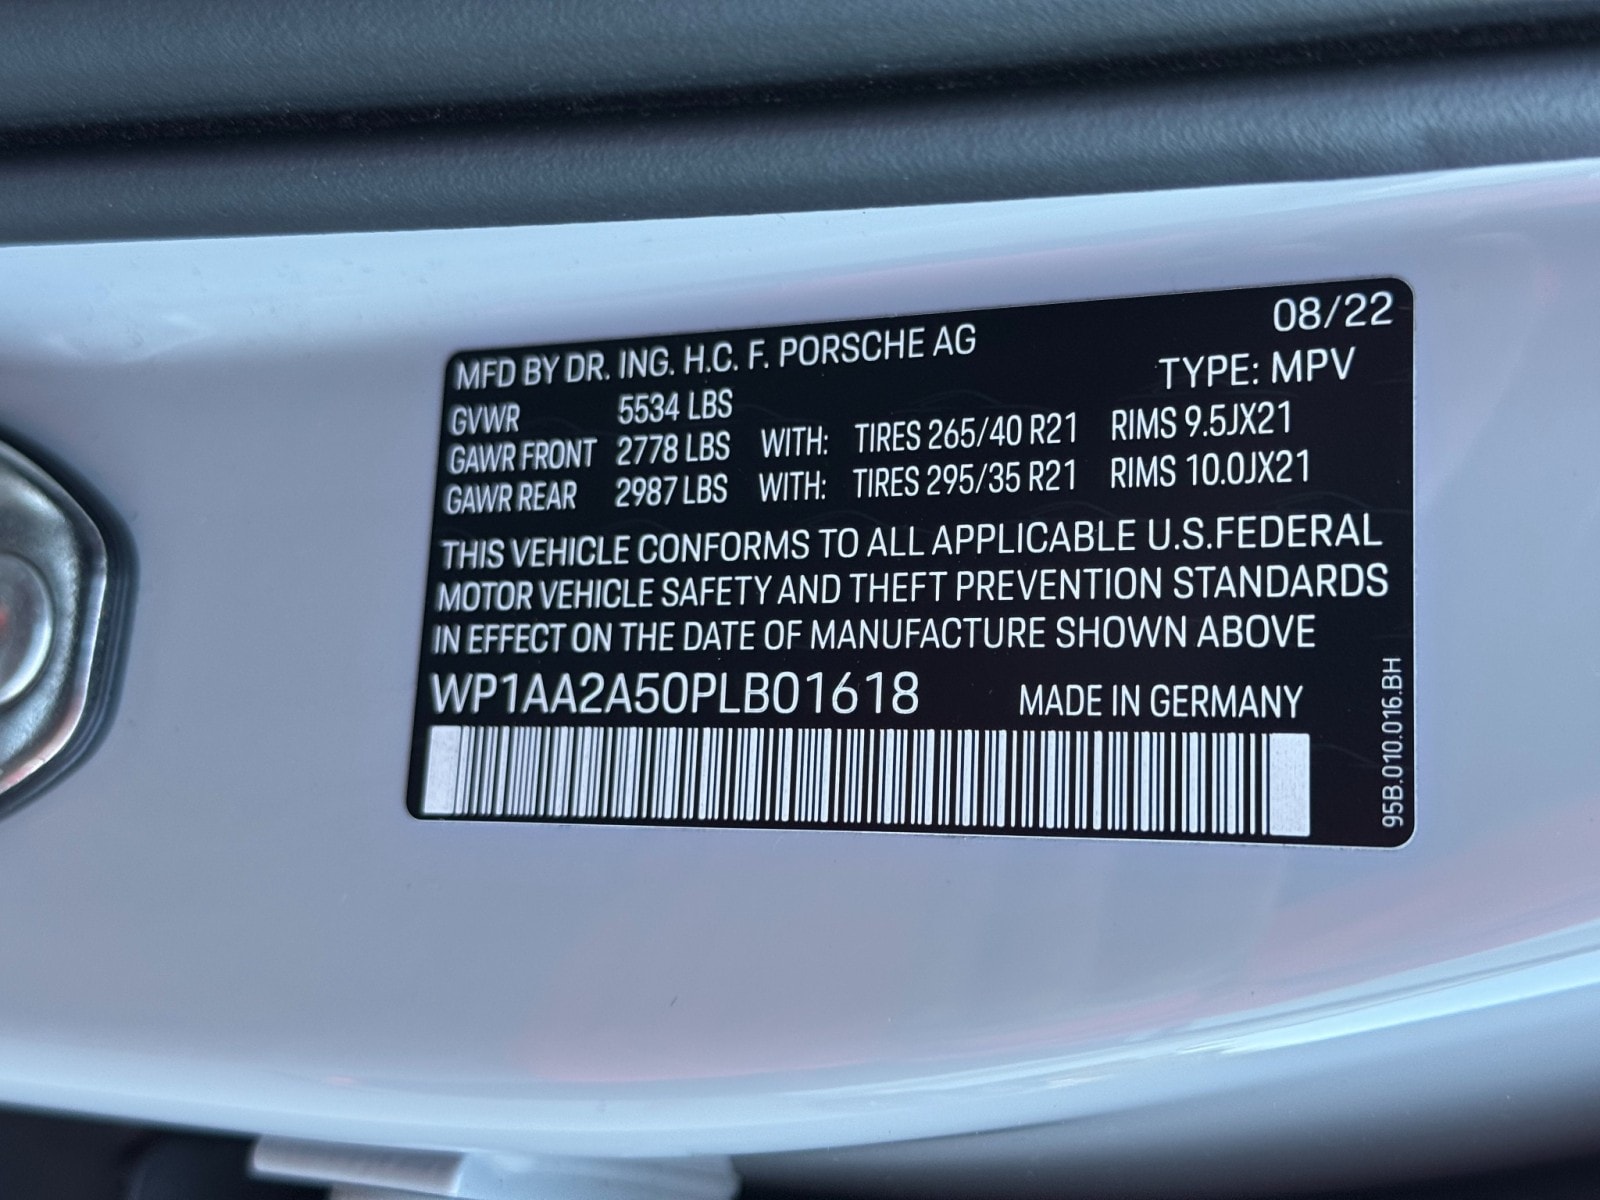 08/22
MFD BY DR. ING. H.C. F. PORSCHE AG
TYPE: MPV
GVWR 5534 LBS
GAWR FRONT 2778 LBS WITH: TIRES 265/40 R21 RIMS 9.5JX21
GAWR REAR 2987 LBS WITH: TIRES 295/35 R21 RIMS 10.0JX21
THIS VEHICLE CONFORMS TO ALL APPLICABLE U.S.FEDERAL
MOTOR VEHICLE SAFETY AND THEFT PREVENTION STANDARDS
IN EFFECT ON THE DATE OF MANUFACTURE SHOWN ABOVE
WP1AA2A50PLB01618 MADE IN GERMANY
95B.010.016.BH